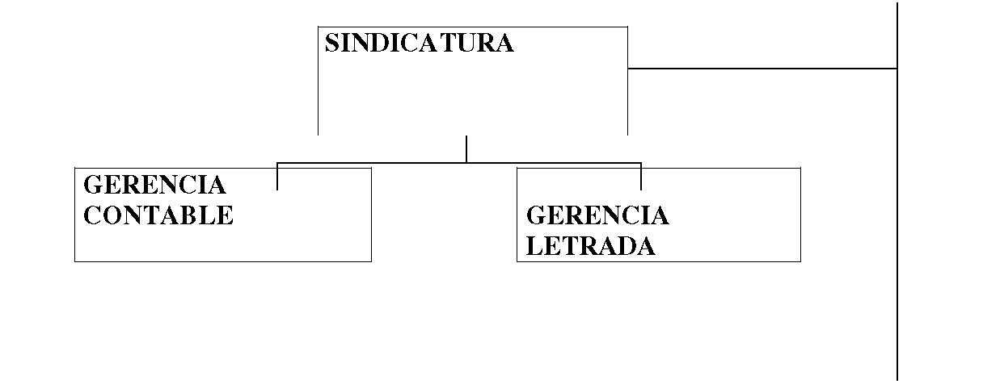 SINDICATURA
GERENCIA
CONTABLE
GERENCIA
LETRADA